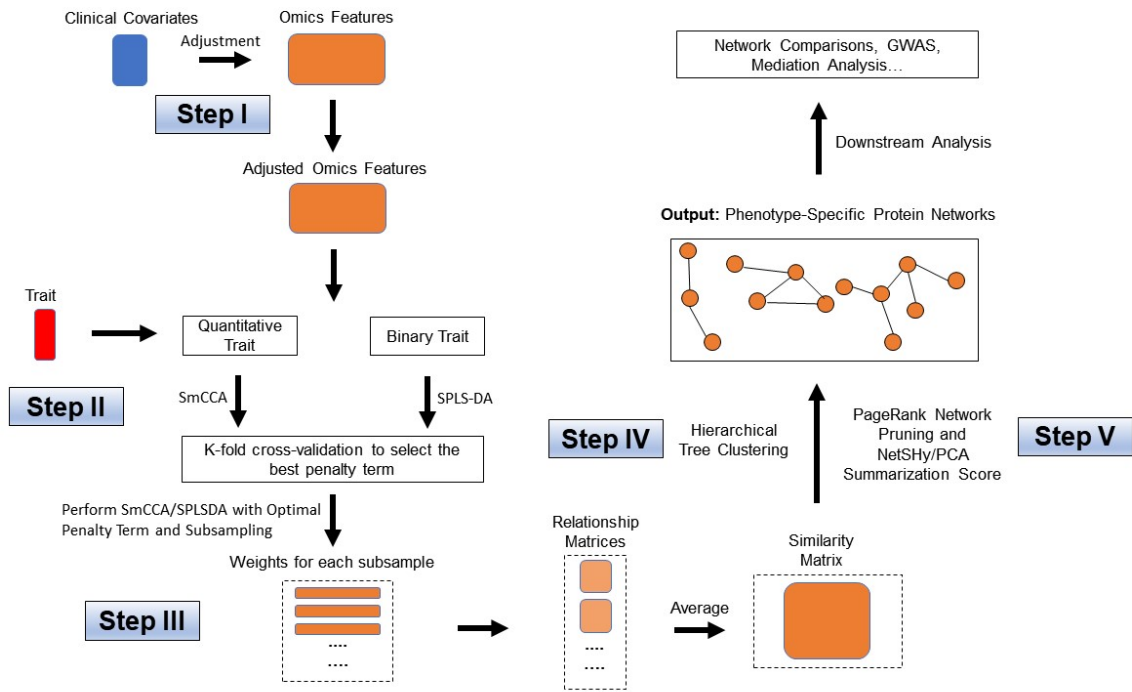 Clinical Covariates
Omics Features
Adjustment
Step I
Adjusted Omics Features
Trait
Quantitative
Trait
Binary Trait
Step II
SmCCA
SPLS-DA
K-fold cross-validation to select the
best penalty term
Perform SmCCA/SPLSDA with Optimal
Penalty Term and Subsampling
Weights for each subsample
....
....
Step III
Relationship
Matrices
....
....
Average
Similarity
Matrix
Step IV
Hierarchical
Tree Clustering
PageRank Network
Pruning and
NetSHy/PCA
Summarization Score
Step V
Output: Phenotype-Specific Protein Networks
Downstream Analysis
Network Comparisons, GWAS,
Mediation Analysis…